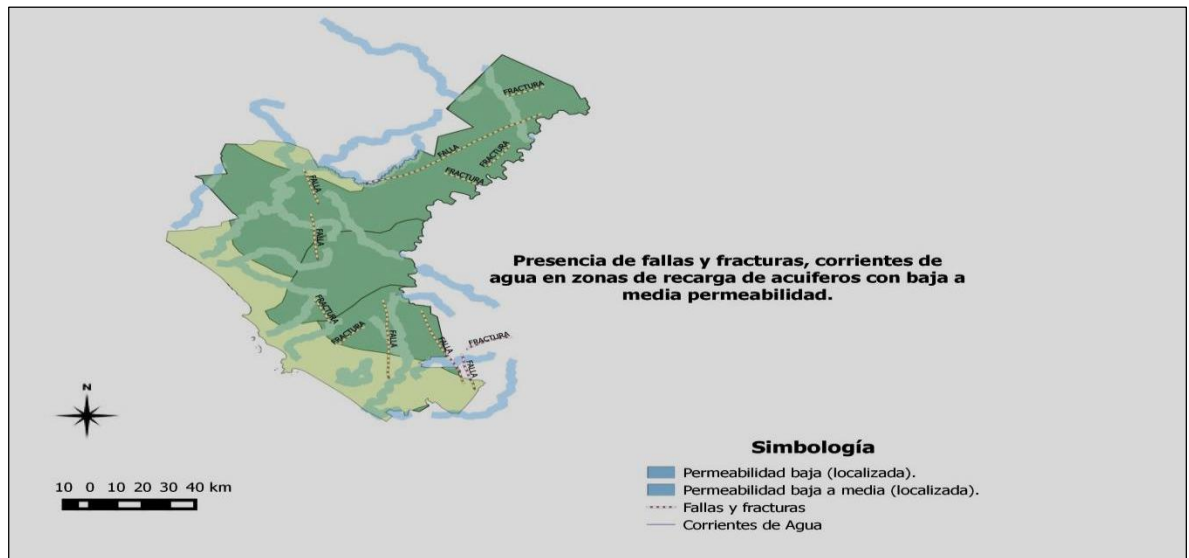 FRACTURA
FALLA
FRACTURA
FRACTURA
FALLA
FALLA
Presencia de fallas y fracturas, corrientes de
agua en zonas de recarga de acuiferos con baja a
media permeabilidad.
FRACTURA
FRACTURA
FALLA
FALLA
FRACTURA
FALLA
N
Simbología
Permeabilidad baja (localizada).
Permeabilidad baja a media (localizada).
Fallas y fracturas
Corrientes de Agua
10 0 10 20 30 40 km